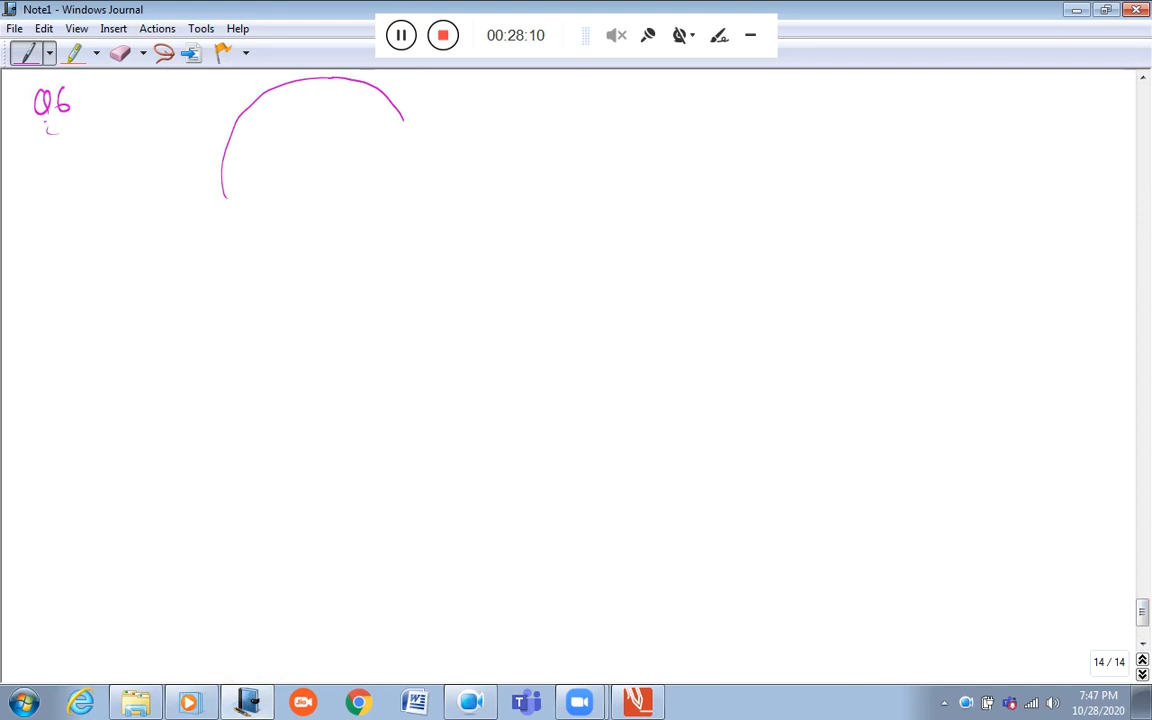 Note1 - Windows Journal
File Edit View Insert Actions Tools Help
00:28:10
Q6
14 / 14
Jio
7:47 PM
10/28/2020